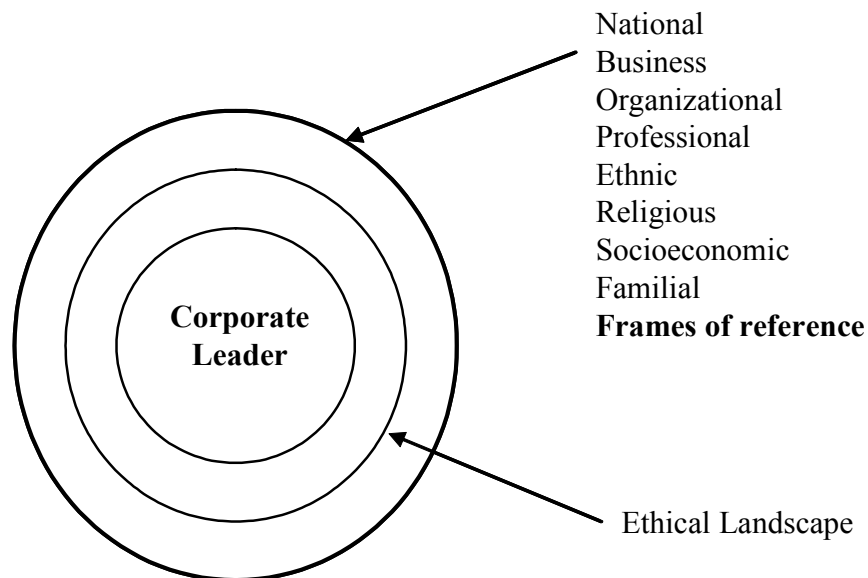 National
Business
Organizational
Professional
Ethnic
Religious
Socioeconomic
Familial
Frames of reference
Corporate
Leader
Ethical Landscape